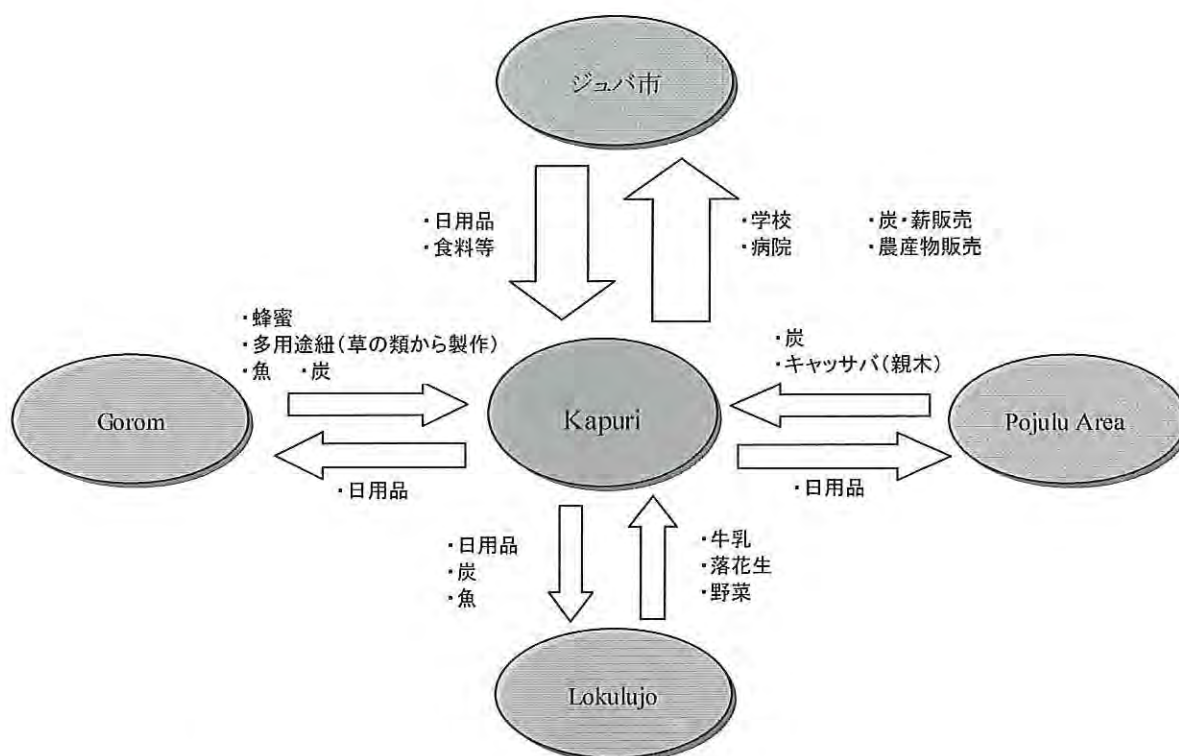 ジュバ市
・日用品
・食料等
・学校
・病院
・炭・薪販売
・農産物販売
・蜂蜜
・多用途紐(草の類から製作)
・魚 ・炭
・炭
・キャッサバ(親木)
Gorom
Kapuri
Pojulu Area
・日用品
・日用品
・日用品
・炭
・魚
・牛乳
・落花生
・野菜
Lokulujo